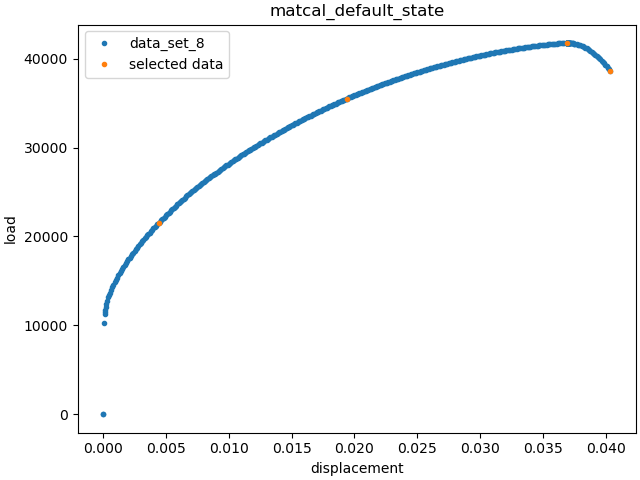 matcal_default_state
data_set_8
selected data
40000
30000
20000
10000
0
load
0.000 0.005 0.010 0.015 0.020 0.025 0.030 0.035 0.040
displacement